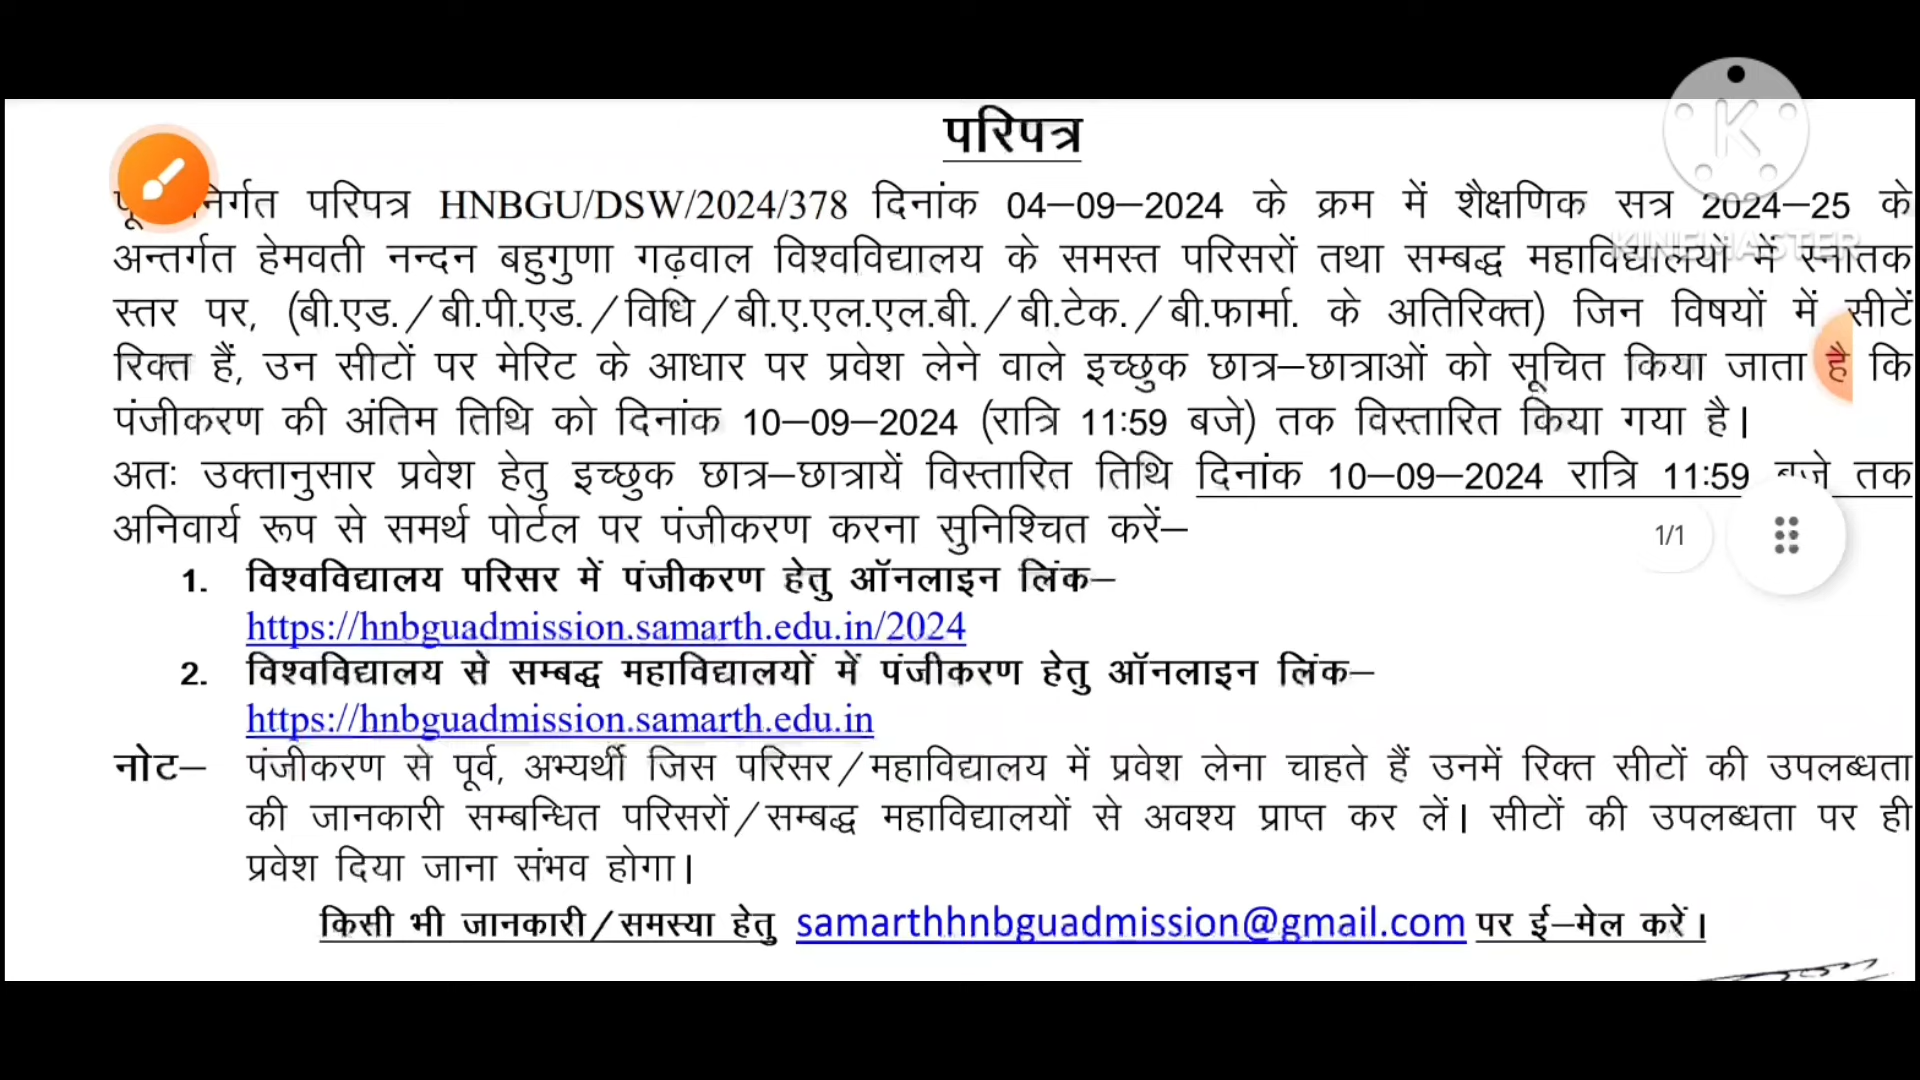 परिपत्र
निर्गत परिपत्र HNBGU/DSW/2024/378 दिनांक 04–09–2024 के क्रम में शैक्षणिक सत्र 2024–25 के
अन्तर्गत हेमवती नन्दन बहुगुणा गढ़वाल विश्वविद्यालय के समस्त परिसरों तथा सम्बद्ध महाविद्यालयों में स्नातक
स्तर पर, (बी.एड./बी.पी.एड./विधि/बी.ए.एल.एल.बी./बी.टेक./बी.फार्मा. के अतिरिक्त) जिन विषयों में सीटें
रिक्त हैं, उन सीटों पर मेरिट के आधार पर प्रवेश लेने वाले इच्छुक छात्र–छात्राओं को सूचित किया जाता है कि
पंजीकरण की अंतिम तिथि को दिनांक 10–09–2024 (रात्रि 11:59 बजे) तक विस्तारित किया गया है।
अतः उक्तानुसार प्रवेश हेतु इच्छुक छात्र–छात्रायें विस्तारित तिथि दिनांक 10–09–2024 रात्रि 11:59 बजे तक
अनिवार्य रूप से समर्थ पोर्टल पर पंजीकरण करना सुनिश्चित करें–
1. विश्वविद्यालय परिसर में पंजीकरण हेतु ऑनलाइन लिंक–
https://hnbguadmission.samarth.edu.in/2024
2. विश्वविद्यालय से सम्बद्ध महाविद्यालयों में पंजीकरण हेतु ऑनलाइन लिंक–
https://hnbguadmission.samarth.edu.in
नोट– पंजीकरण से पूर्व, अभ्यर्थी जिस परिसर/महाविद्यालय में प्रवेश लेना चाहते हैं उनमें रिक्त सीटों की उपलब्धता
की जानकारी सम्बन्धित परिसरों/सम्बद्ध महाविद्यालयों से अवश्य प्राप्त कर लें। सीटों की उपलब्धता पर ही
प्रवेश दिया जाना संभव होगा।
किसी भी जानकारी/समस्या हेतु samarthhnbguadmission@gmail.com पर ई–मेल करें।
K
KINEMASTER
1/1